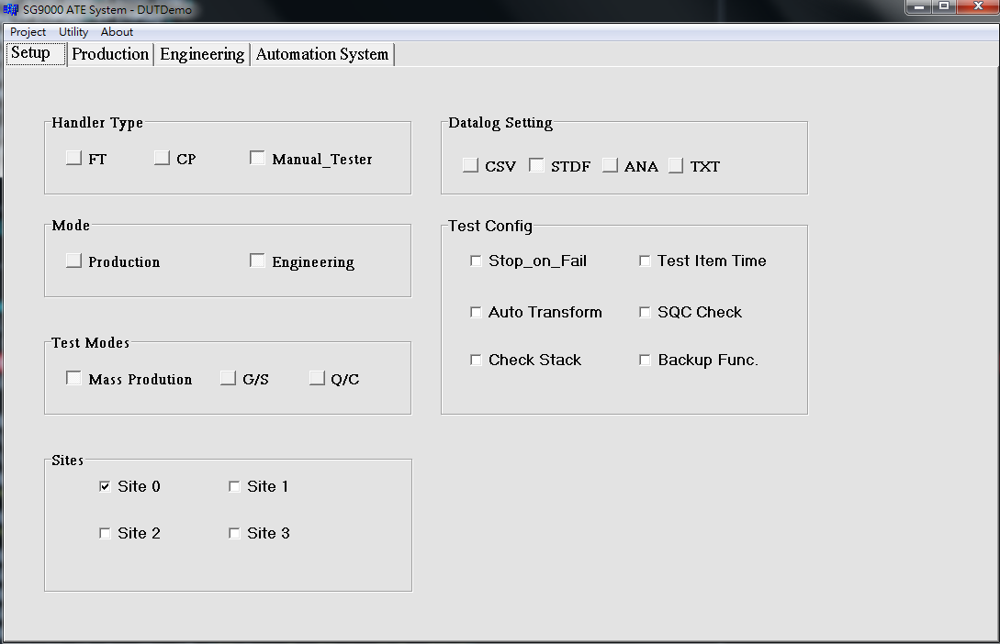 SG9000 ATE System - DUTDemo
Project Utility About
Setup Production Engineering Automation System
Handler Type
FT CP Manual_Tester
Datalog Setting
CSV STDF ANA TXT
Mode
Production Engineering
Test Config
Stop_on_Fail Test Item Time
Auto Transform SQC Check
Check Stack Backup Func.
Test Modes
Mass Prodution G/S Q/C
Sites
Site 0 Site 1
Site 2 Site 3